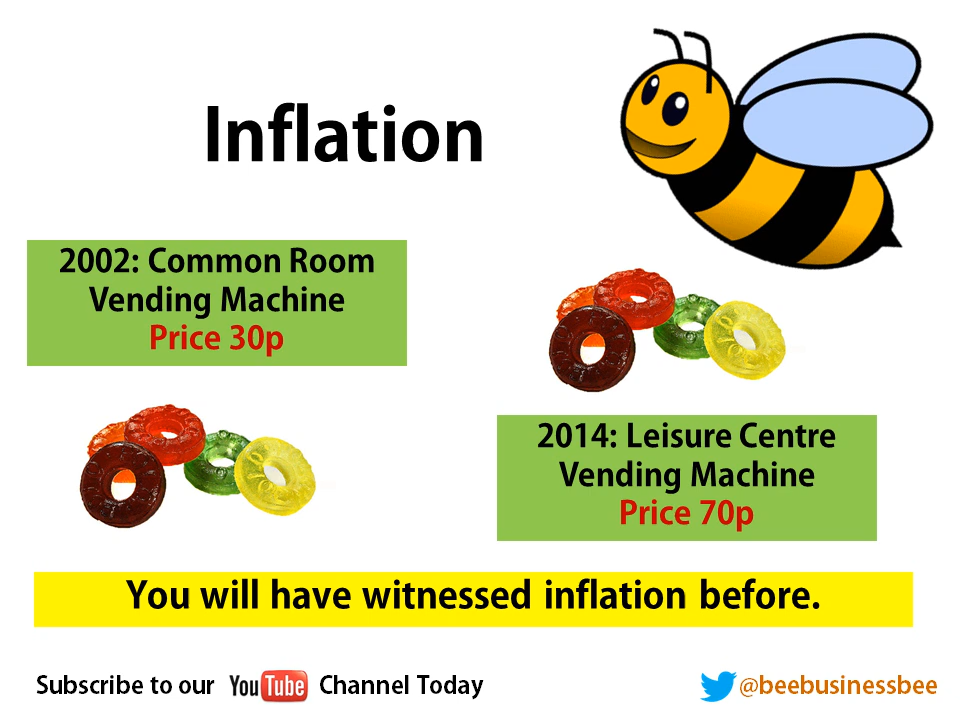 Inflation
2002: Common Room
Vending Machine
Price 30p
2014: Leisure Centre
Vending Machine
Price 70p
You will have witnessed inflation before.
Subscribe to our YouTube Channel Today
@beebusinessbee